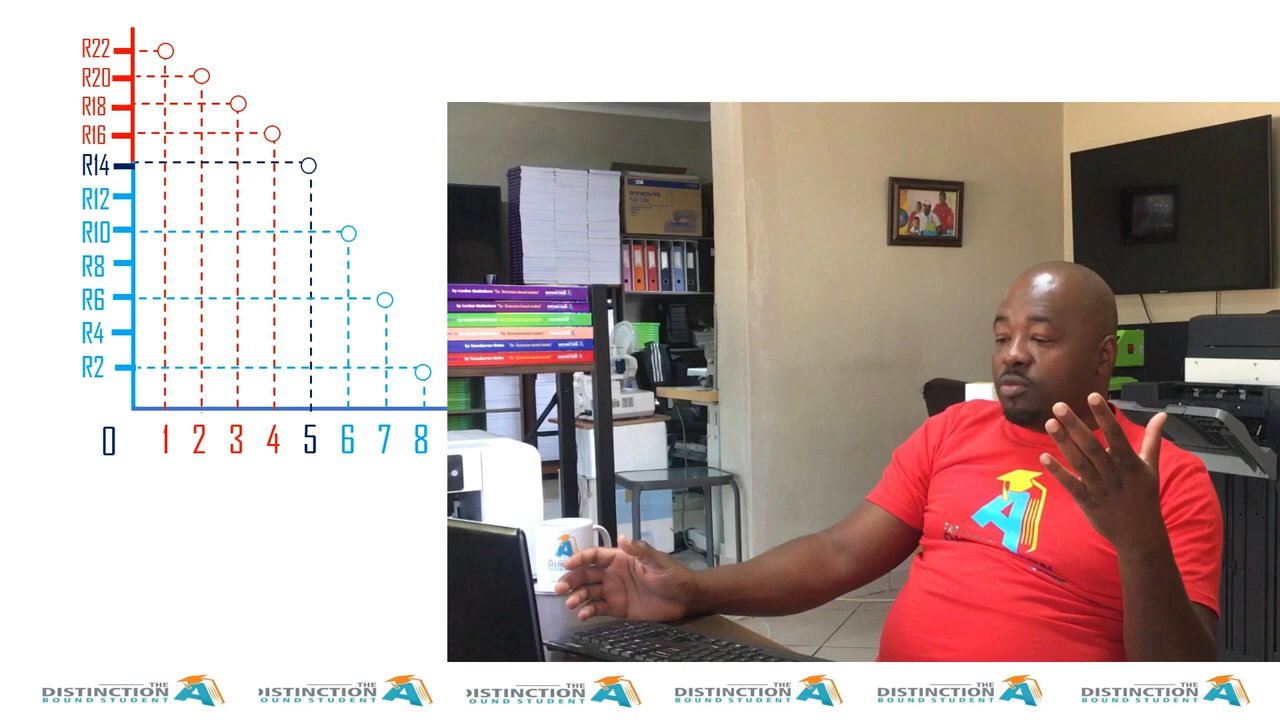 R22
R20
R18
R16
R14
R12
R10
R8
R6
R4
R2
0 1 2 3 4 5 6 7 8
innovis
THE
DISTINCTION
BOUND STUDENT
THE
DISTINCTION
BOUND STUDENT
THE
DISTINCTION
BOUND STUDENT
THE
DISTINCTION
BOUND STUDENT
THE
DISTINCTION
BOUND STUDENT
THE
DISTINCTION
BOUND STUDENT